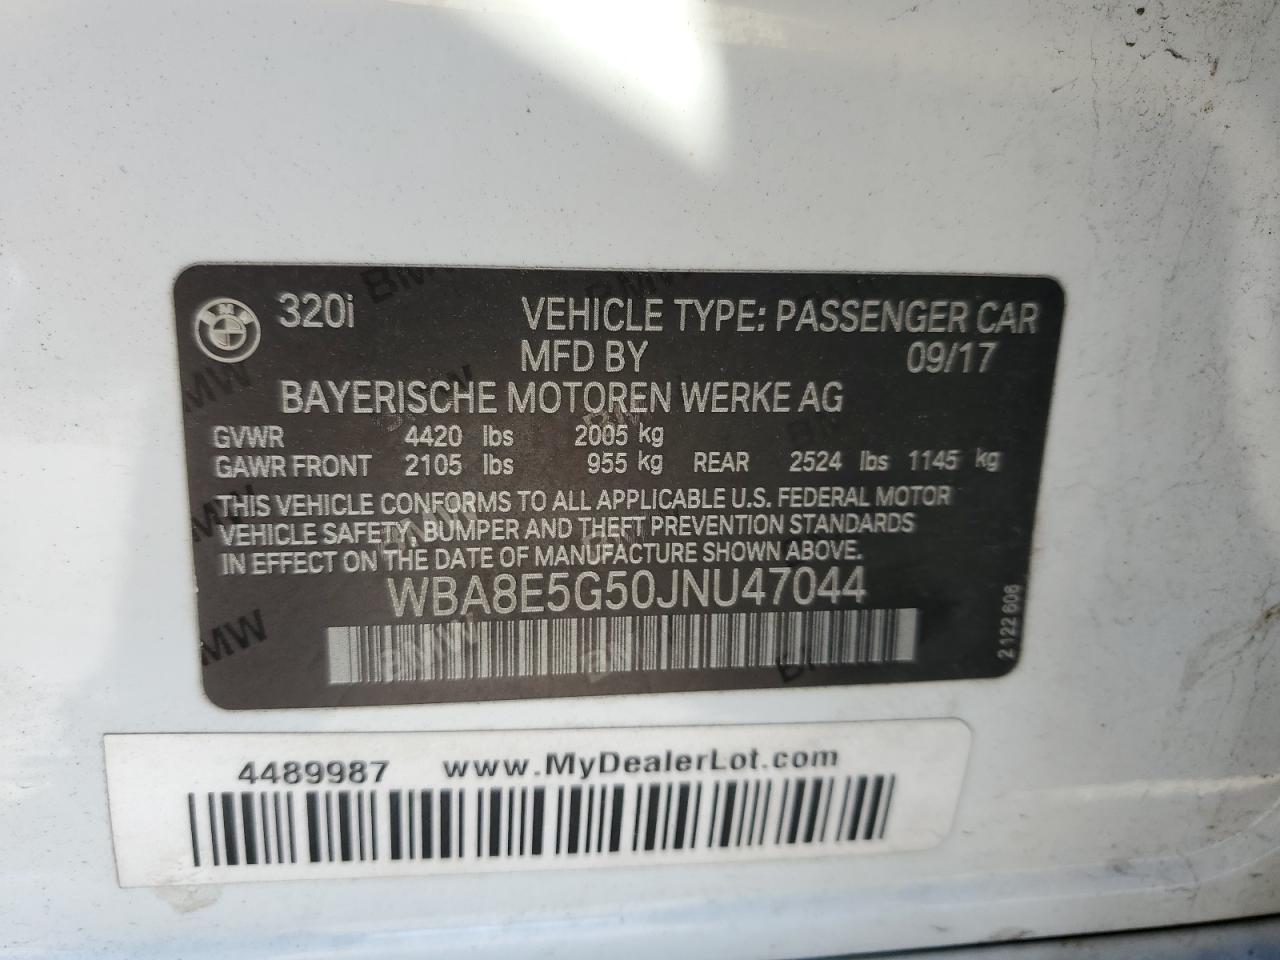 320i VEHICLE TYPE: PASSENGER CAR
MFD BY 09/17
BAYERISCHE MOTOREN WERKE AG
GVWR 4420 lbs 2005 kg
GAWR FRONT 2105 lbs 955 kg REAR 2524 lbs 1145 kg
THIS VEHICLE CONFORMS TO ALL APPLICABLE U.S. FEDERAL MOTOR
VEHICLE SAFETY, BUMPER AND THEFT PREVENTION STANDARDS
IN EFFECT ON THE DATE OF MANUFACTURE SHOWN ABOVE.
WBA8E5G50JNU47044
2122606
4489987 www.MyDealerLot.com